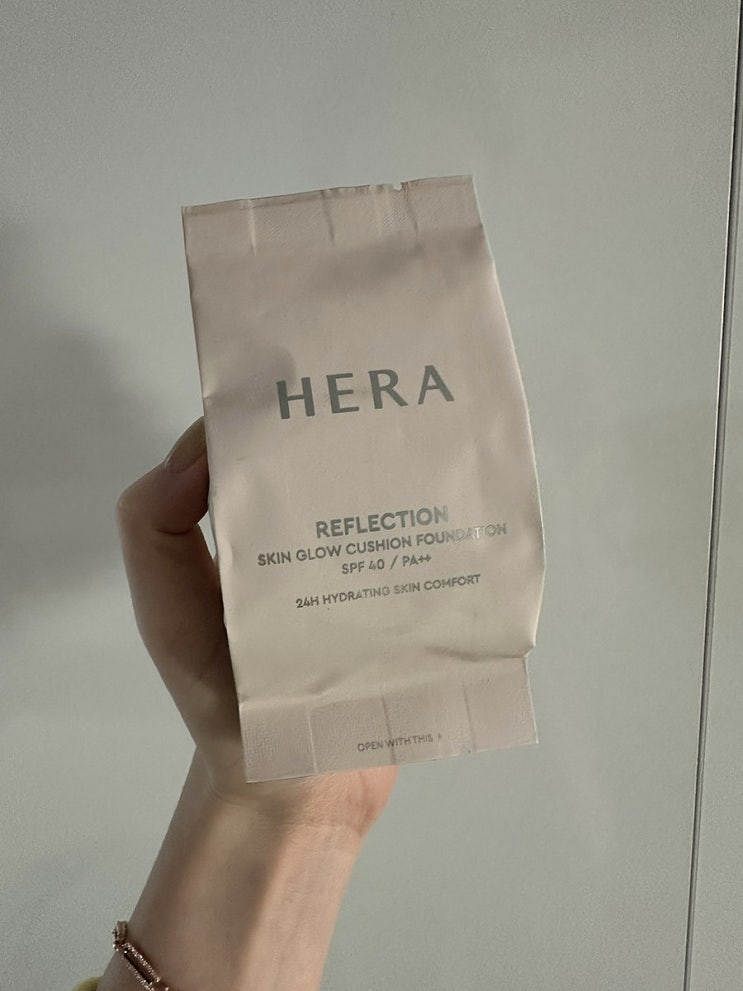 HERA
REFLECTION
SKIN GLOW CUSHION FOUNDATION
SPF 40 / PA++
24H HYDRATING SKIN COMFORT
OPEN WITH THIS